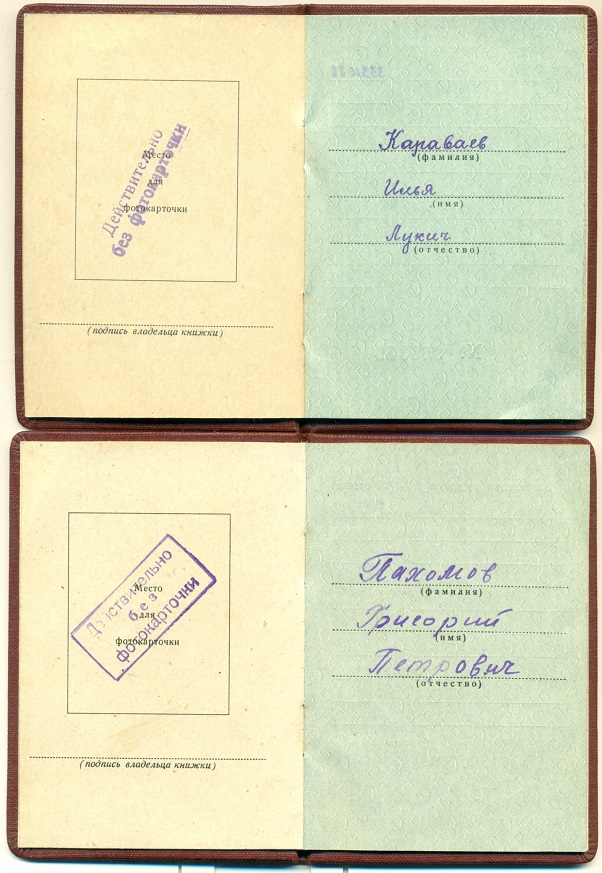 Действительно
без фотокарточки
Место
для
фотокарточки
(подпись владельца книжки)
Караваев
(фамилия)
Илья
(имя)
Лукич
(отчество)
Действительно
без
фотокарточки
Место
для
фотокарточки
(подпись владельца книжки)
Пахомов
(фамилия)
Григорий
(имя)
Петрович
(отчество)